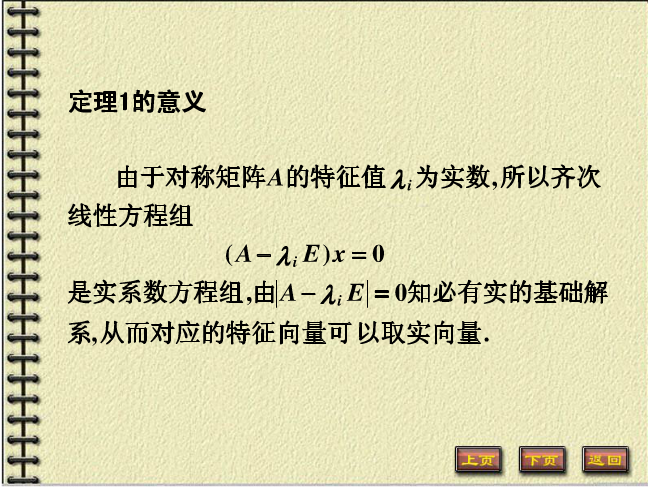 定理1的意义
由于对称矩阵A的特征值λi为实数,所以齐次
线性方程组
(A − λi E)x = 0
是实系数方程组,由|A − λi E| = 0知必有实的基础解
系,从而对应的特征向量可以取实向量.
上页 下页 返回